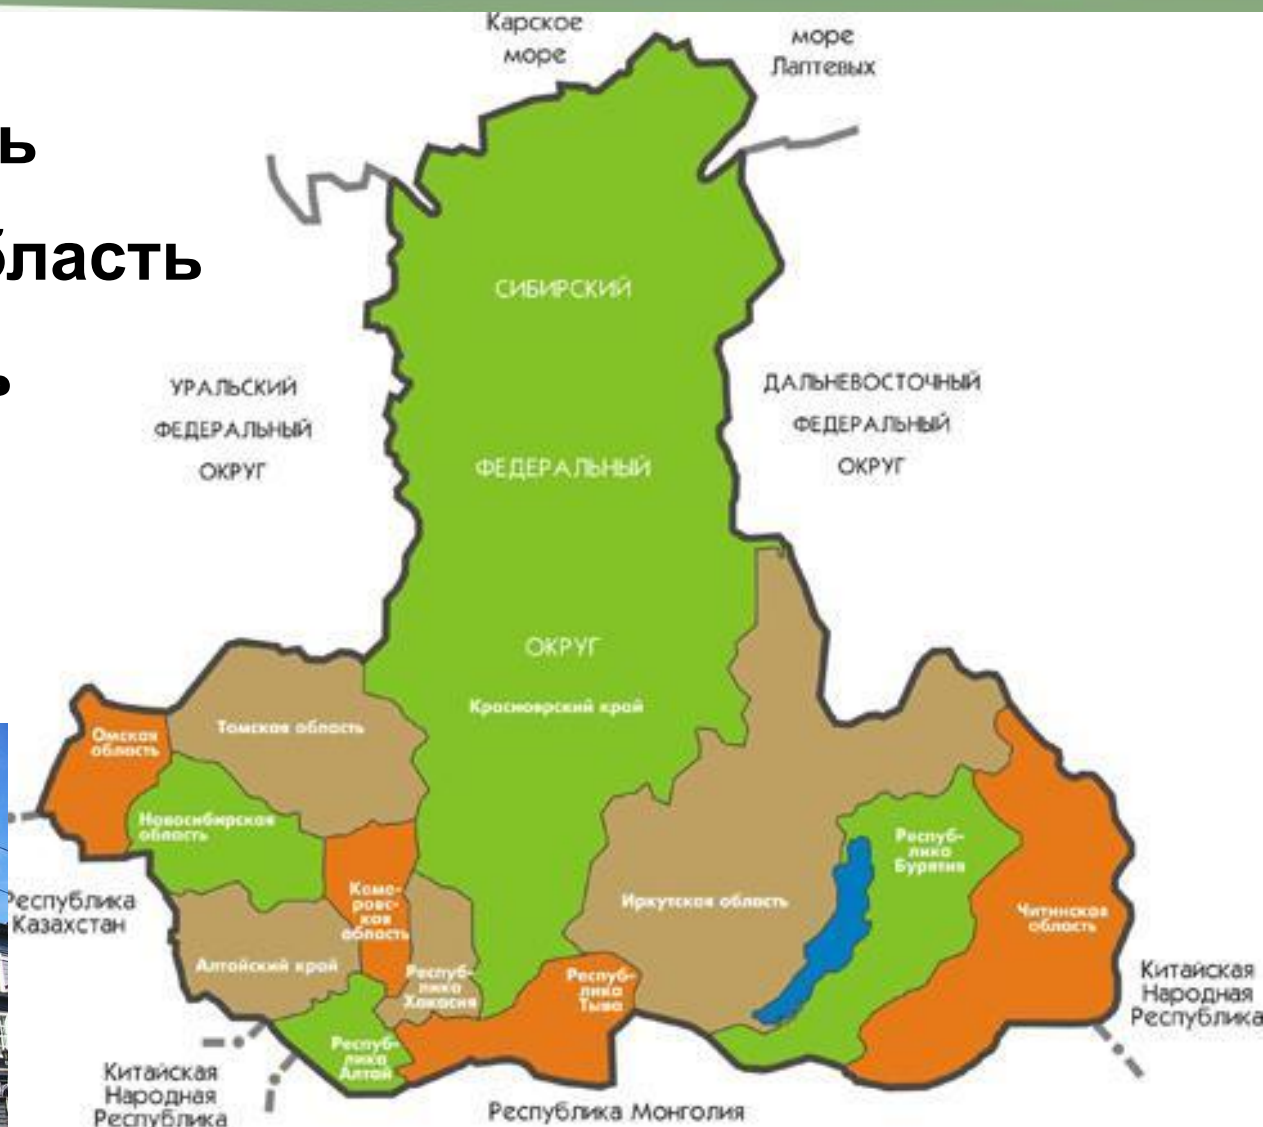 Карское
море
море
Лаптевых
ь
бласть
СИБИРСКИЙ
УРАЛЬСКИЙ
ФЕДЕРАЛЬНЫЙ
ОКРУГ
ДАЛЬНЕВОСТОЧНЫЙ
ФЕДЕРАЛЬНЫЙ
ОКРУГ
ФЕДЕРАЛЬНЫЙ
ОКРУГ
Красноярский край
Омская
область
Томская область
Новосибирская
область
Респуб-
лика
Бурятия
Республика
Казахстан
Кеме-
ровс-
кая
область
Иркутская область
Читинская
область
Алтайский край
Респуб-
лика
Хакасия
Респуб-
лика
Тыва
Китайская
Народная
Республика
Респуб-
лика
Алтай
Китайская
Народная
Республика
Республика Монголия